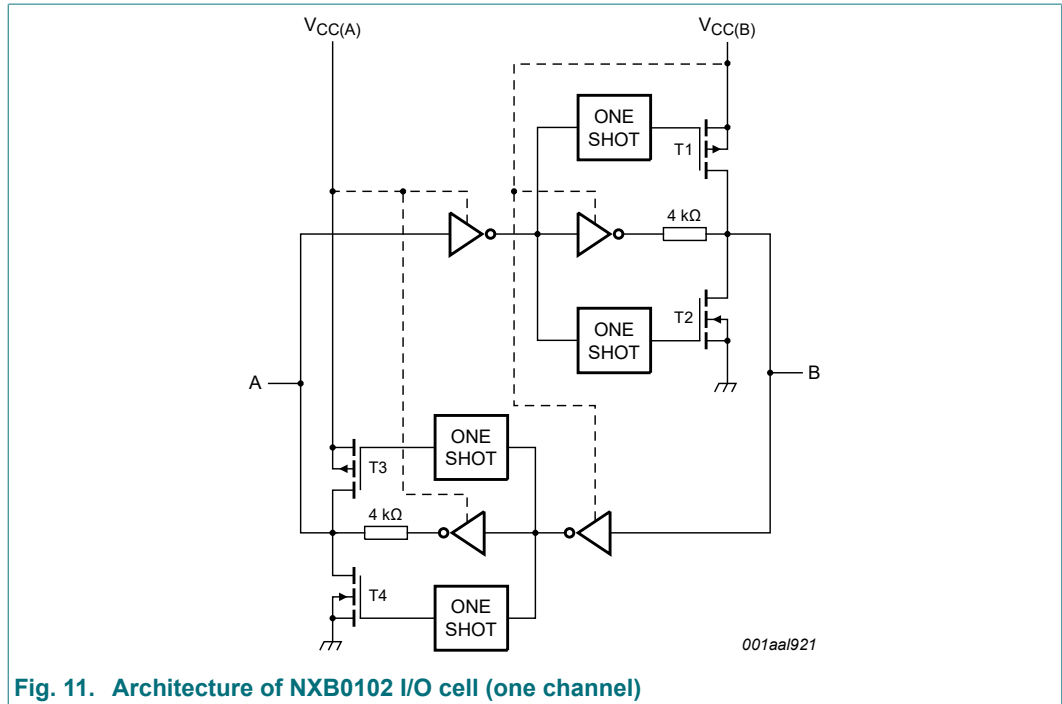 VCC(A)
VCC(B)
ONE
SHOT
T1
4 kΩ
ONE
SHOT
T2
A
B
ONE
SHOT
T3
4 kΩ
ONE
SHOT
T4
001aal921
Fig. 11. Architecture of NXB0102 I/O cell (one channel)